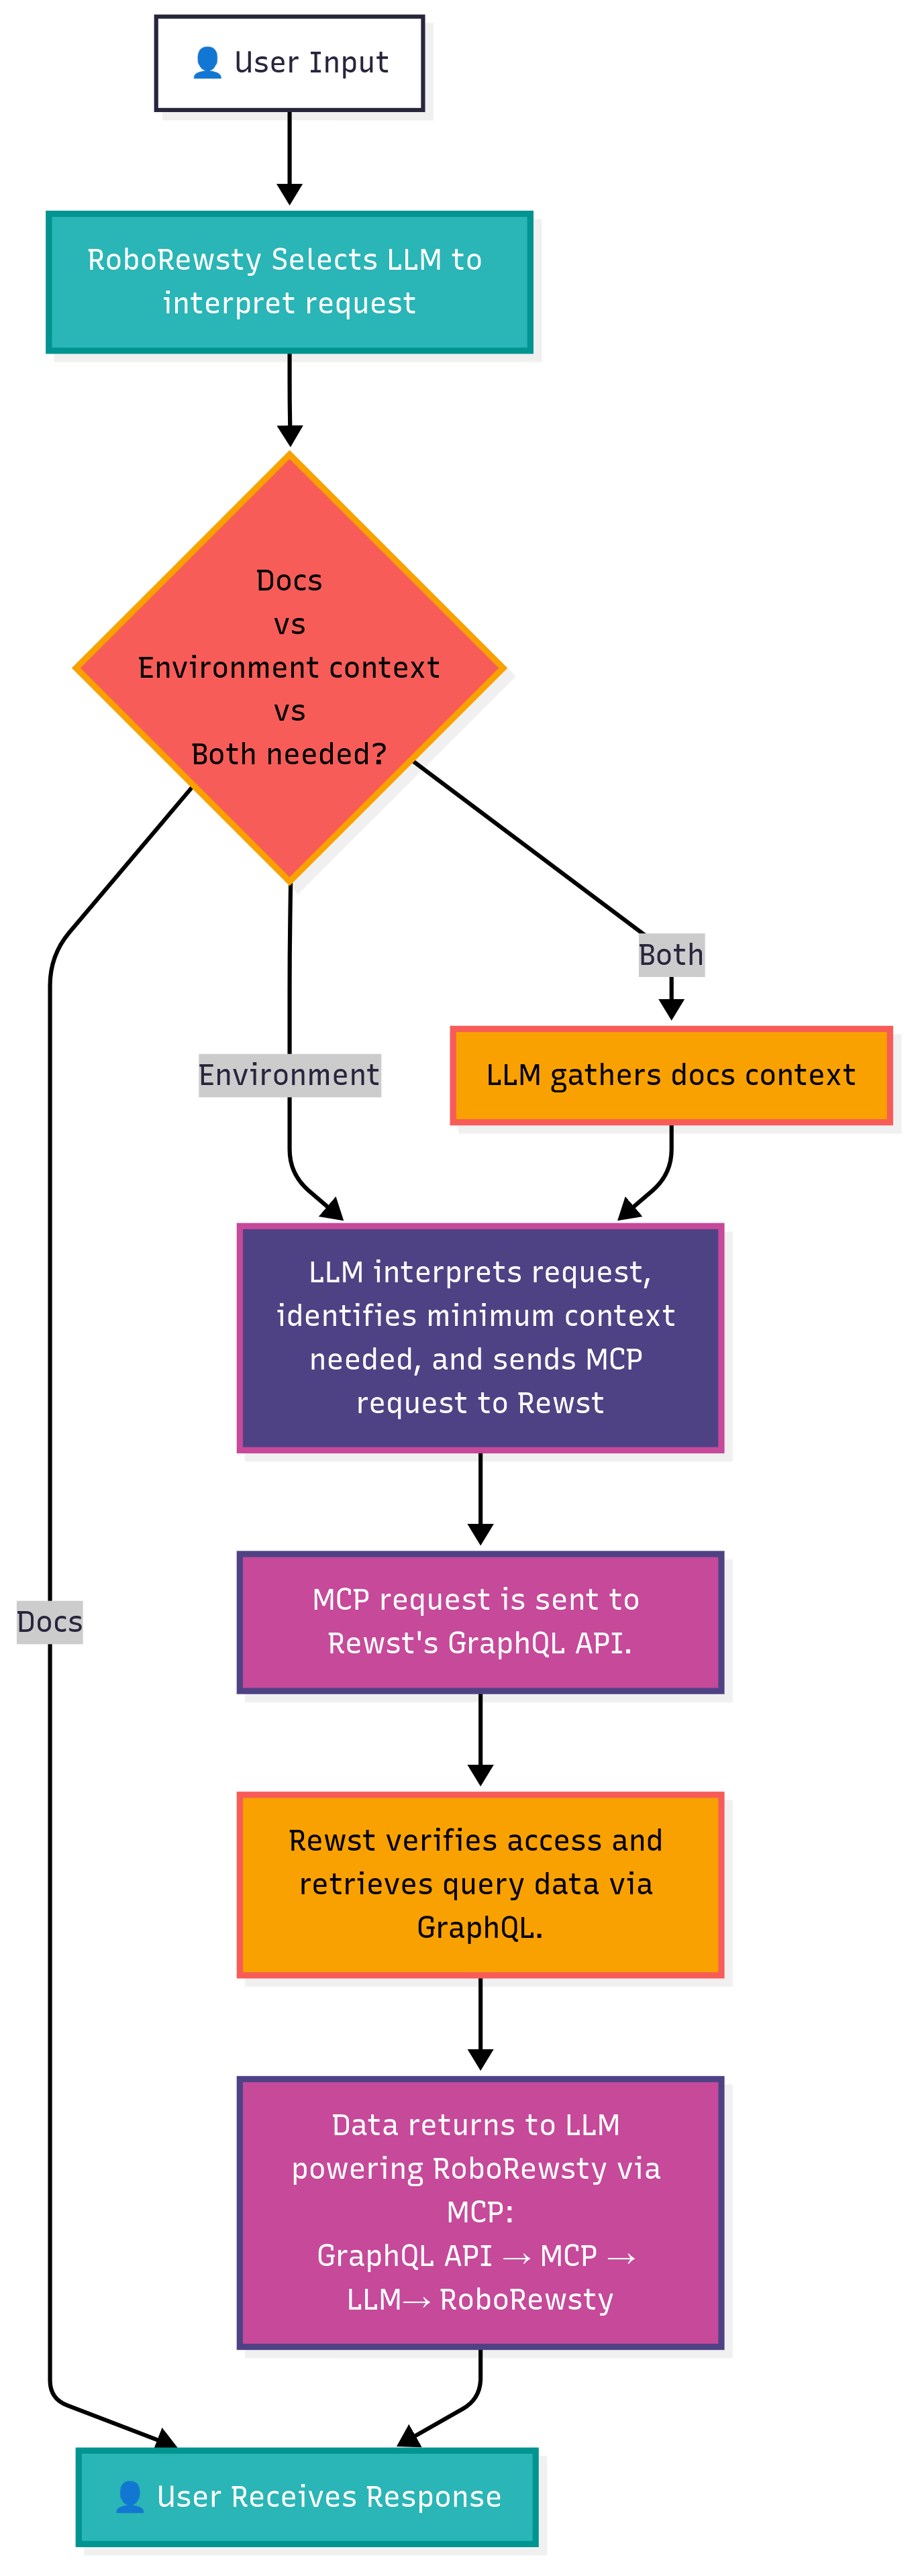 User Input
RoboRewsty Selects LLM to
interpret request
Docs
vs
Environment context
vs
Both needed?
Both
Environment
LLM gathers docs context
LLM interprets request,
identifies minimum context
needed, and sends MCP
request to Rewst
MCP request is sent to
Rewst's GraphQL API.
Docs
Rewst verifies access and
retrieves query data via
GraphQL.
Data returns to LLM
powering RoboRewsty via
MCP:
GraphQL API → MCP →
LLM→ RoboRewsty
User Receives Response